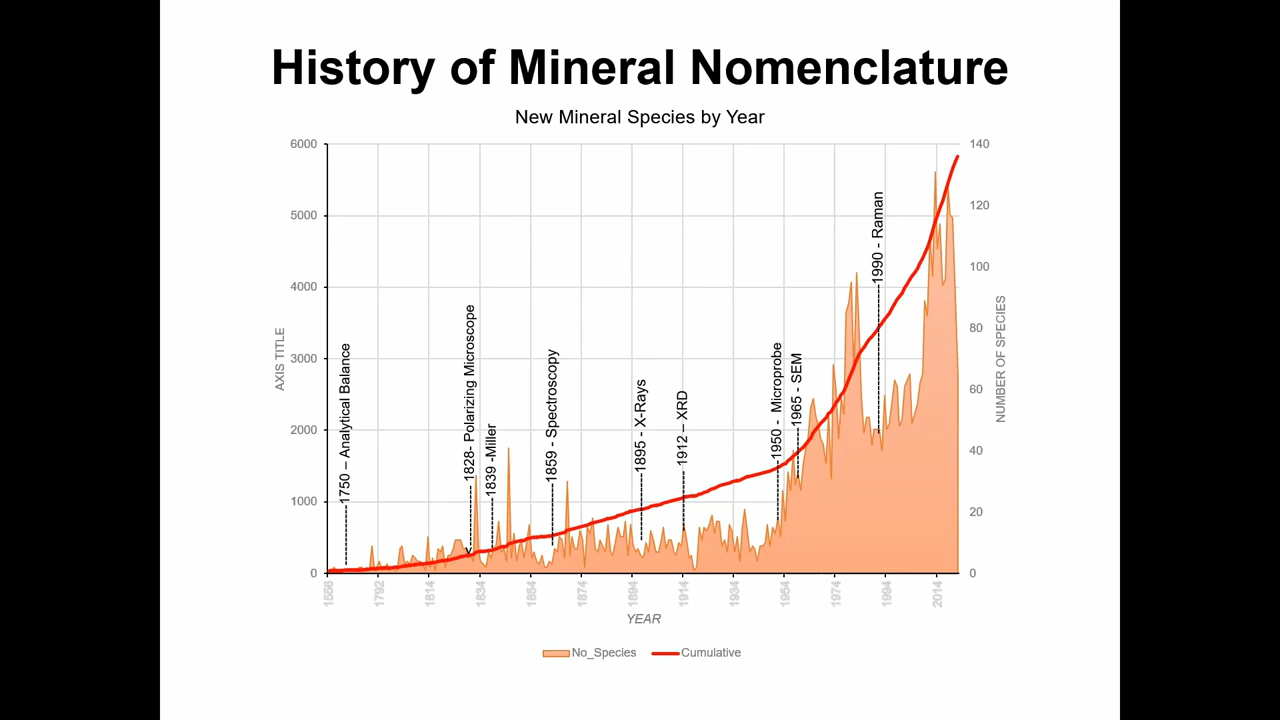 History of Mineral Nomenclature
New Mineral Species by Year
6000
5000
4000
3000
2000
1000
0
AXIS TITLE
140
120
100
80
60
40
20
0
NUMBER OF SPECIES
1750 – Analytical Balance
1828- Polarizing Microscope
1839 -Miller
1859 - Spectroscopy
1895 - X-Rays
1912 – XRD
1950 - Microprobe
1965 - SEM
1990 - Raman
1556
1792
1814
1834
1854
1874
1894
1914
1934
1954
1974
1994
2014
YEAR
No_Species
Cumulative